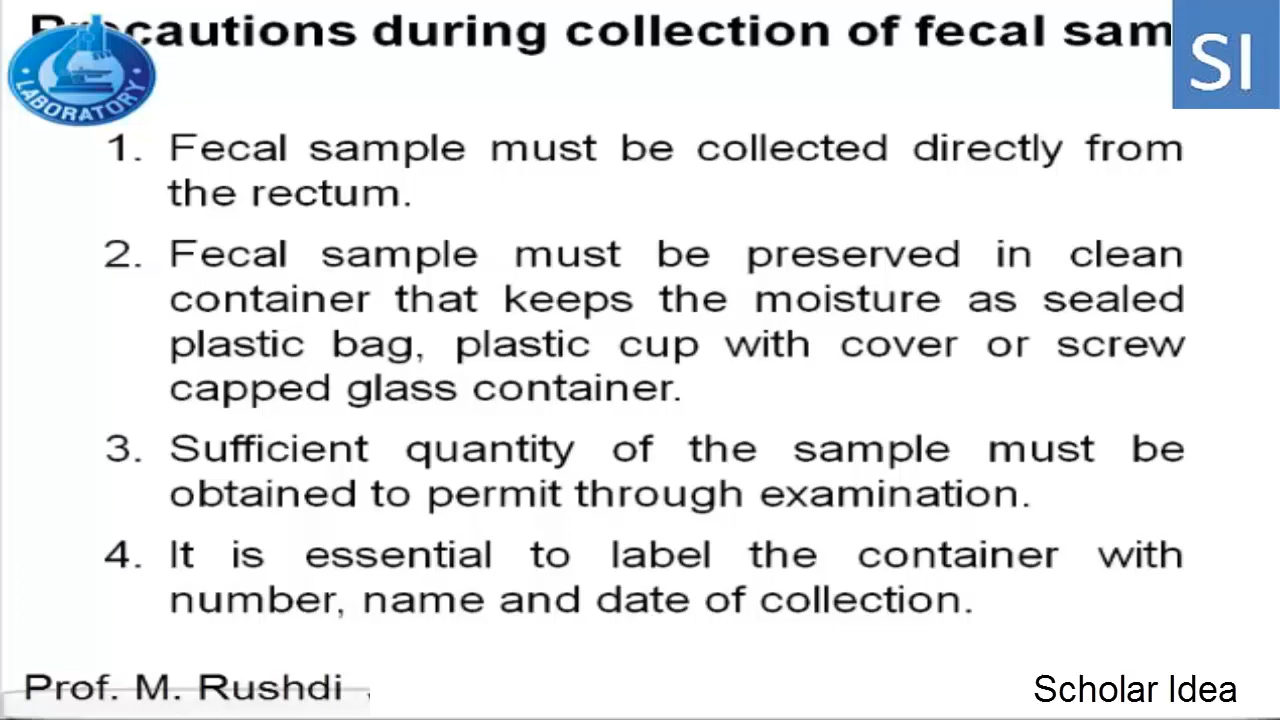 Precautions during collection of fecal sam
SI
LABORATORY
1. Fecal sample must be collected directly from
the rectum.
2. Fecal sample must be preserved in clean
container that keeps the moisture as sealed
plastic bag, plastic cup with cover or screw
capped glass container.
3. Sufficient quantity of the sample must be
obtained to permit through examination.
4. It is essential to label the container with
number, name and date of collection.
Prof. M. Rushdi
Scholar Idea